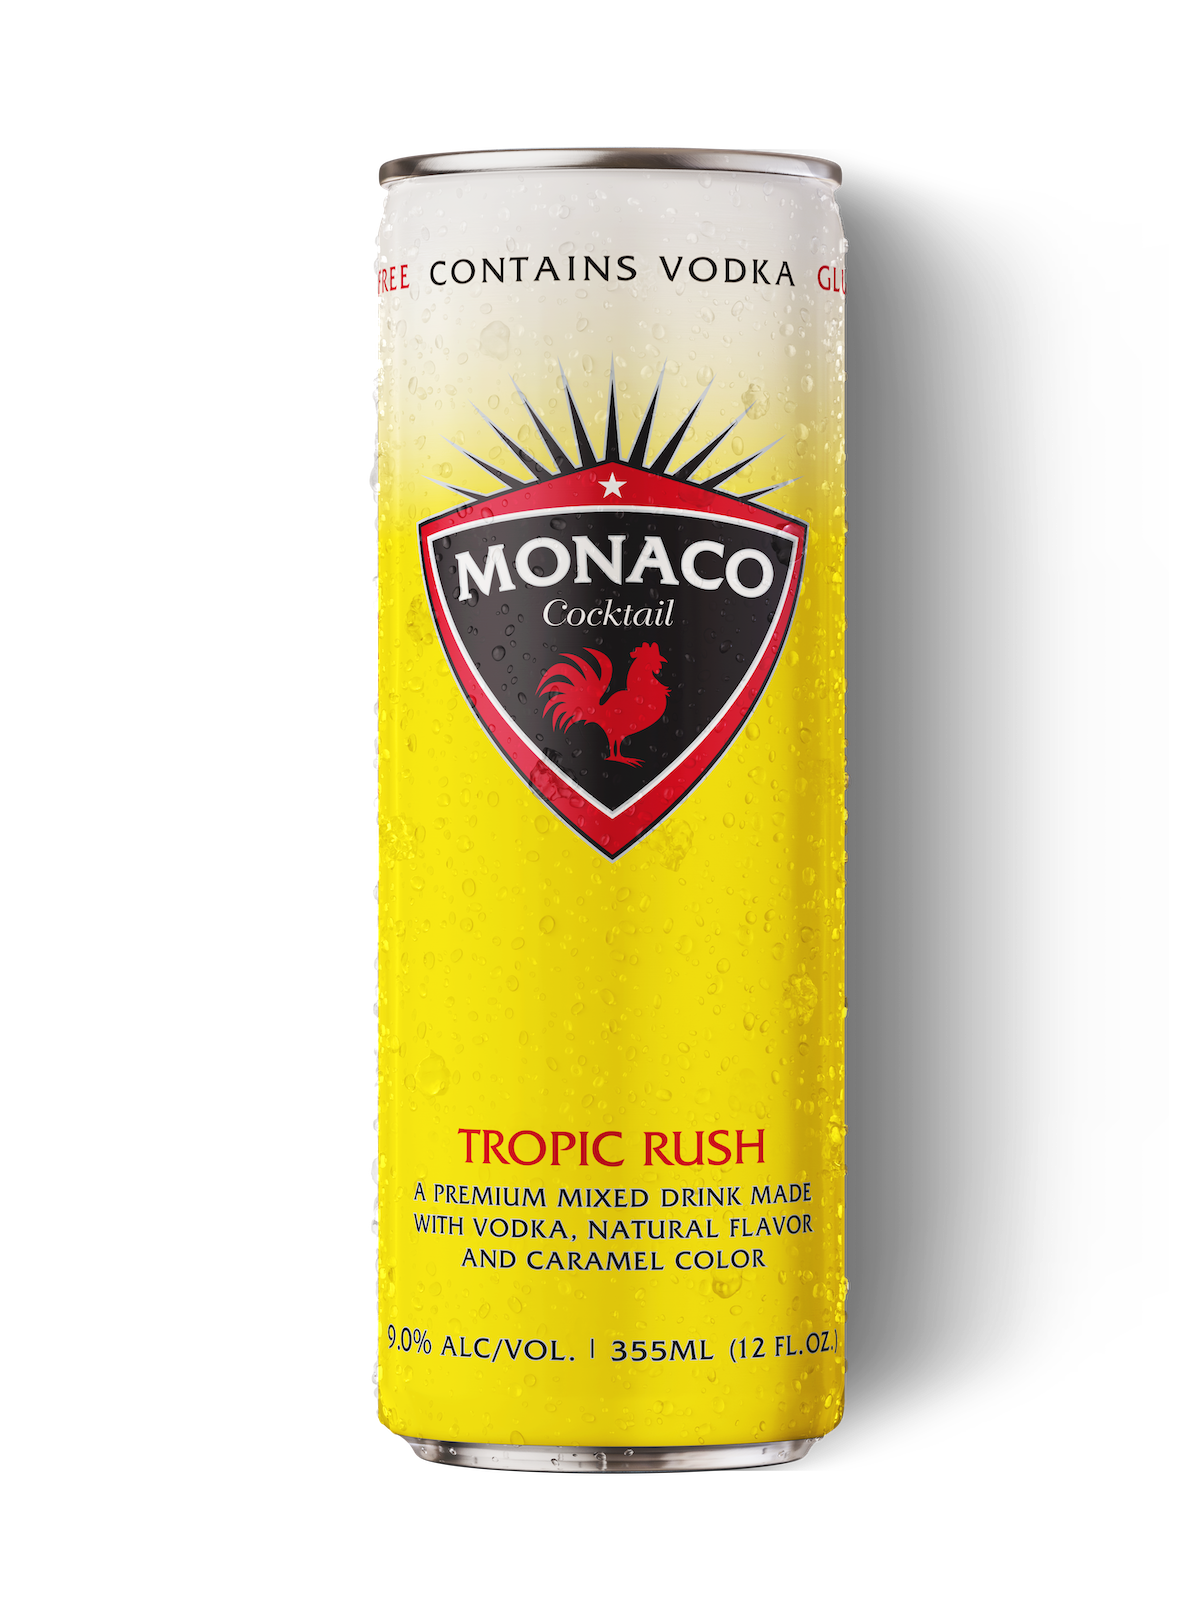 FREE CONTAINS VODKA GLU
MONACO
Cocktail
TROPIC RUSH
A PREMIUM MIXED DRINK MADE
WITH VODKA, NATURAL FLAVOR
AND CARAMEL COLOR
9.0% ALC/VOL. | 355ML (12 FL.OZ.)